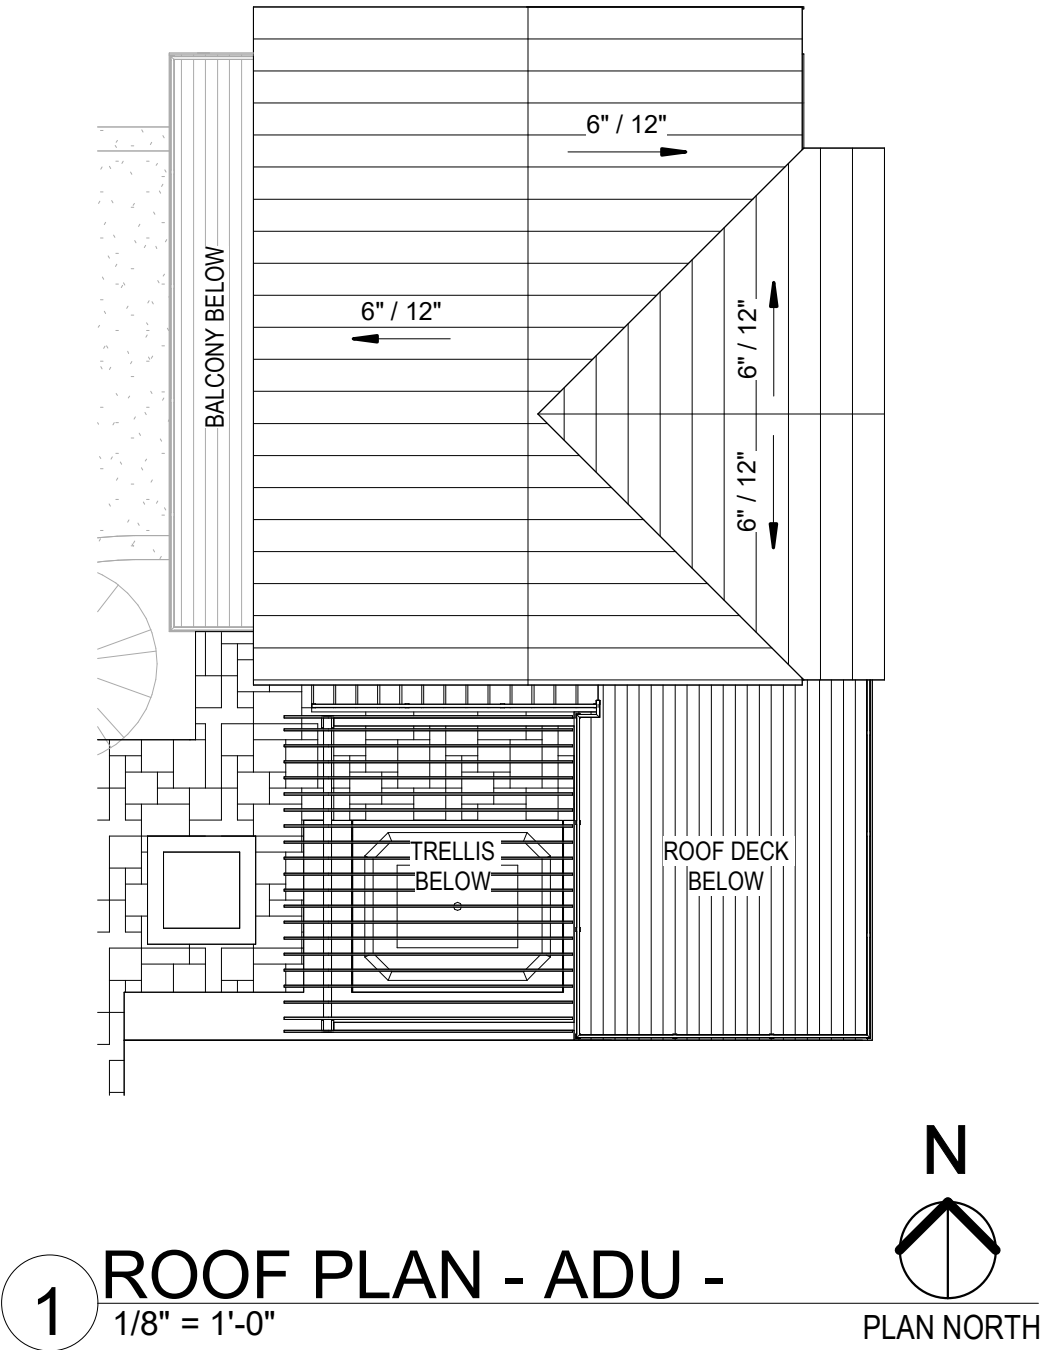 6" / 12"
BALCONY BELOW
6" / 12"
6" / 12"
6" / 12"
TRELLIS
BELOW
ROOF DECK
BELOW
N
1
ROOF PLAN - ADU -
1/8" = 1'-0"
PLAN NORTH